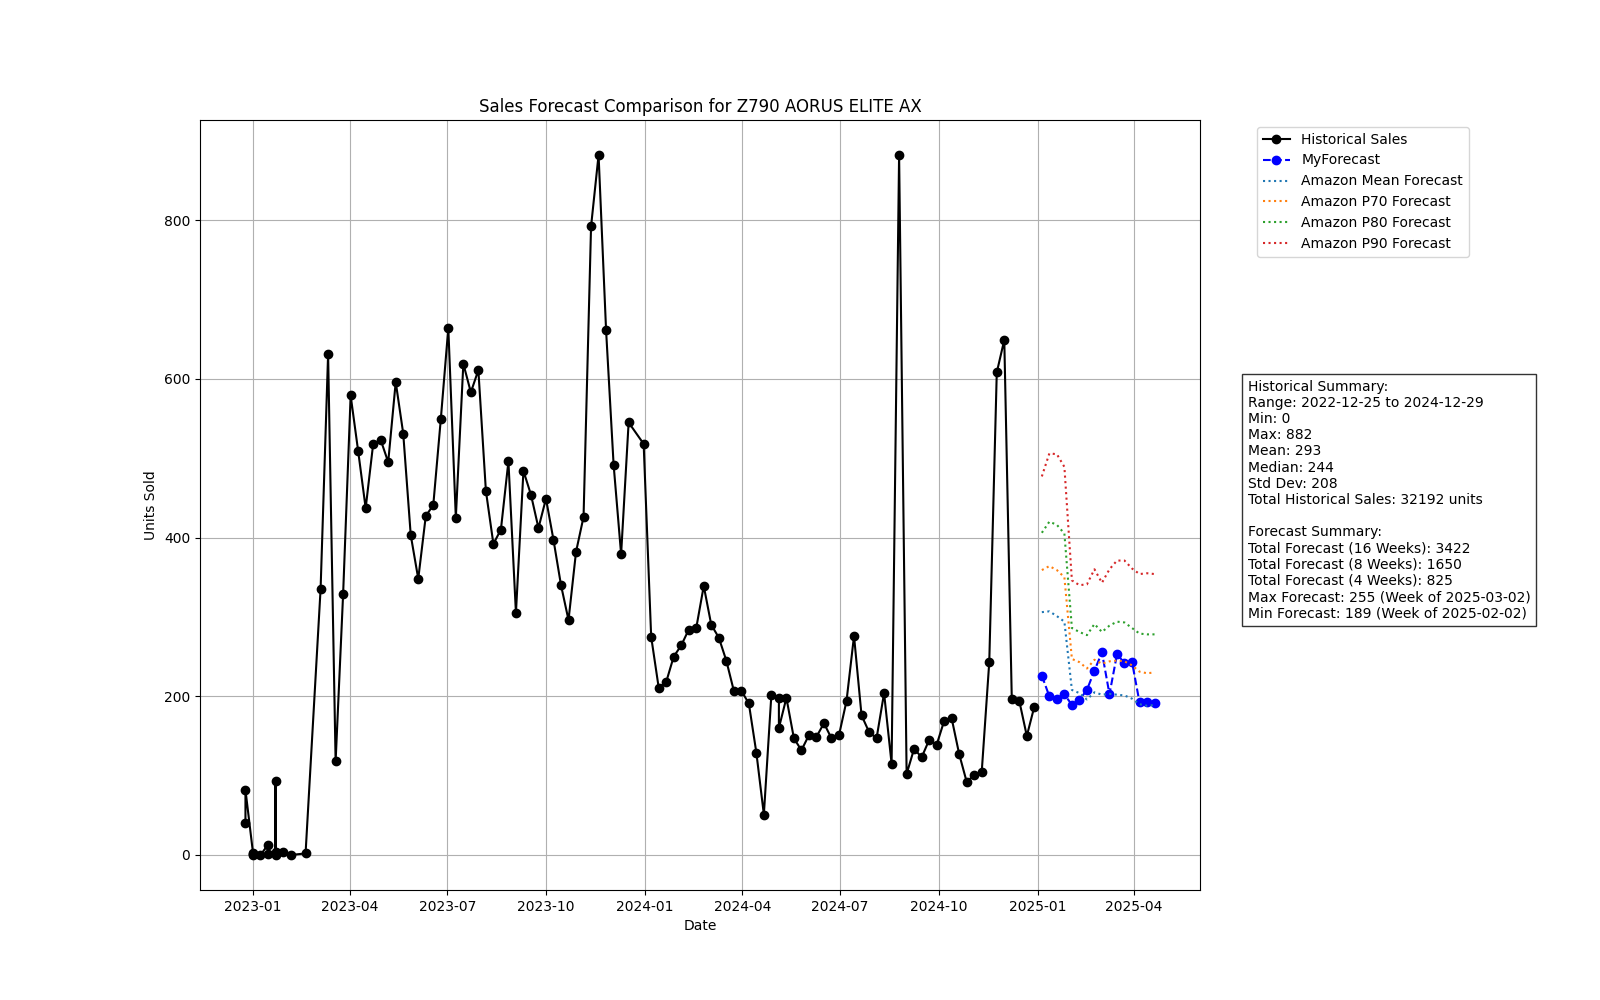 Sales Forecast Comparison for Z790 AORUS ELITE AX
Historical Sales
MyForecast
Amazon Mean Forecast
Amazon P70 Forecast
Amazon P80 Forecast
Amazon P90 Forecast
800
600
400
200
0
Units Sold
2023-01 2023-04 2023-07 2023-10 2024-01 2024-04 2024-07 2024-10 2025-01 2025-04
Date
Historical Summary:
Range: 2022-12-25 to 2024-12-29
Min: 0
Max: 882
Mean: 293
Median: 244
Std Dev: 208
Total Historical Sales: 32192 units
Forecast Summary:
Total Forecast (16 Weeks): 3422
Total Forecast (8 Weeks): 1650
Total Forecast (4 Weeks): 825
Max Forecast: 255 (Week of 2025-03-02)
Min Forecast: 189 (Week of 2025-02-02)